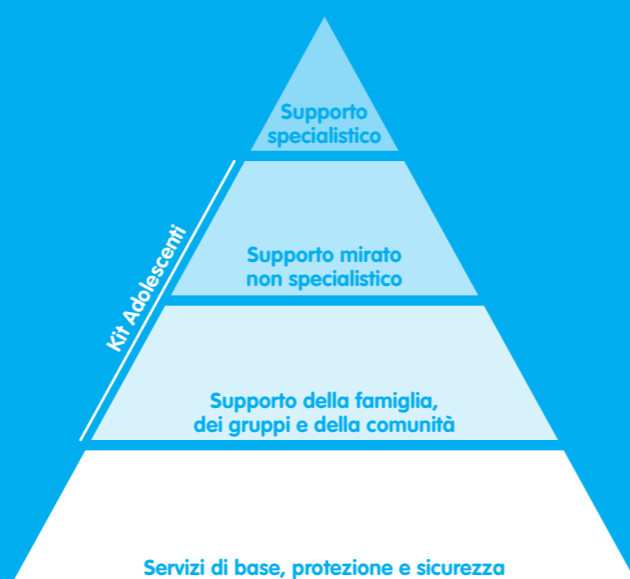 Supporto
specialistico
Supporto mirato
non specialistico
Kit Adolescenti
Supporto della famiglia,
dei gruppi e della comunità
Servizi di base, protezione e sicurezza